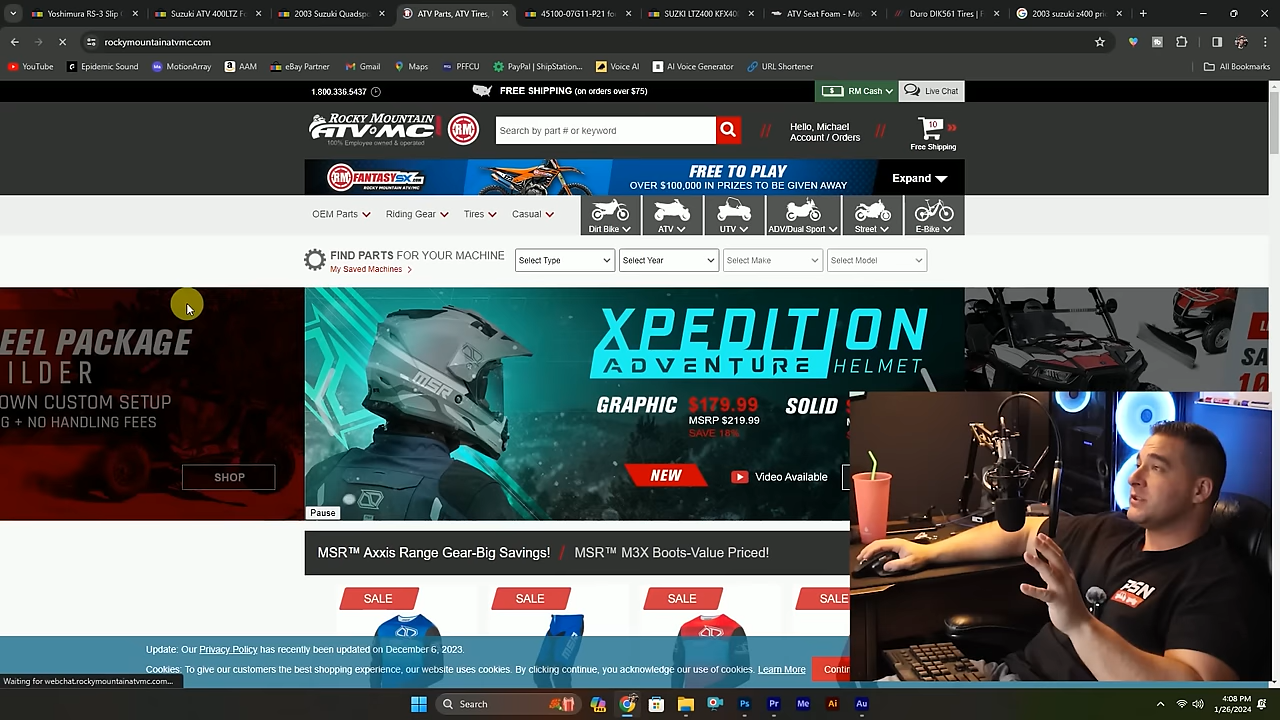 Yoshimura RS-3 Slip
Suzuki ATV 400LTZ F
2003 Suzuki Quadspo
ATV Parts, ATV Tires,
45100-07G11-P21 fo
SUZKI LTZ400 KFX40
ATV Seat Foam - Mo
Duro DIK561 Tires | R
2003 suzuki z400 pri
rockymountainatvmc.com
YouTube
Epidemic Sound
MotionArray
AAM
eBay Partner
Gmail
Maps
PFFCU
PayPal | ShipStation...
Voice AI
AI Voice Generator
URL Shortener
All Bookmarks
1.800.336.5437
FREE SHIPPING (on orders over $75)
RM Cash
Live Chat
ROCKY MOUNTAIN
ATV MC
100% Employee owned & operated
RM
Search by part # or keyword
Hello, Michael
Account / Orders
10
Free Shipping
RM FANTASYSX.COM
ROCKY MOUNTAIN ATV/MC
FREE TO PLAY
OVER $100,000 IN PRIZES TO BE GIVEN AWAY
Expand
OEM Parts
Riding Gear
Tires
Casual
Dirt Bike
ATV
UTV
ADV/Dual Sport
Street
E-Bike
FIND PARTS FOR YOUR MACHINE
My Saved Machines
Select Type
Select Year
Select Make
Select Model
EEL PACKAGE
ILDER
OWN CUSTOM SETUP
G + NO HANDLING FEES
SHOP
XPEDITION
ADVENTURE HELMET
GRAPHIC $179.99 SOLID
MSRP $219.99
SAVE 18%
NEW
Video Available
MSR
Pause
SA
MSR™ Axxis Range Gear-Big Savings! / MSR™ M3X Boots-Value Priced!
SALE
SALE
SALE
SALE
Update: Our Privacy Policy has recently been updated on December 6, 2023.
Cookies: To give our customers the best shopping experience, our website uses cookies. By clicking continue, you acknowledge our use of cookies. Learn More
Contin
Waiting for webchat.rockymountainatvmc.com...
Search
4:08 PM
1/26/2024